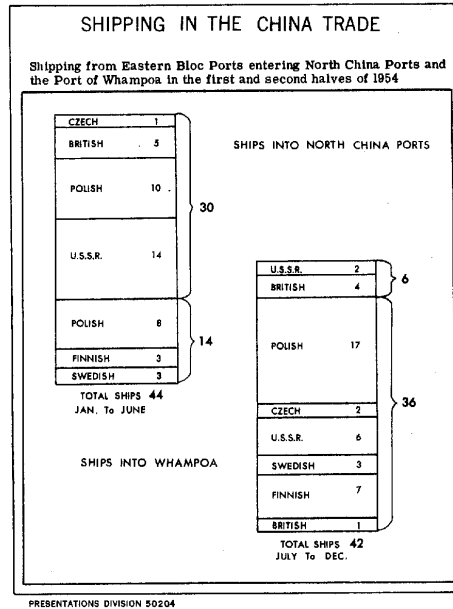 SHIPPING IN THE CHINA TRADE
Shipping from Eastern Bloc Ports entering North China Ports and
the Port of Whampoa in the first and second halves of 1954
CZECH 1
BRITISH 5
SHIPS INTO NORTH CHINA PORTS
POLISH 10
30
U.S.S.R. 14
POLISH 8
14
FINNISH 3
SWEDISH 3
TOTAL SHIPS 44
JAN. To JUNE
U.S.S.R. 2
6
BRITISH 4
POLISH 17
36
CZECH 2
U.S.S.R. 6
SHIPS INTO WHAMPOA
SWEDISH 3
FINNISH 7
BRITISH 1
TOTAL SHIPS 42
JULY To DEC.
PRESENTATIONS DIVISION 50204